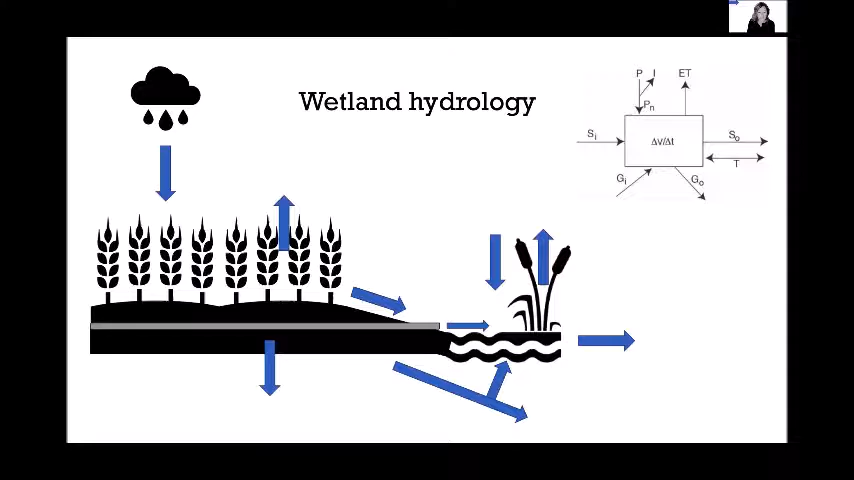 Wetland hydrology
P I ET
Pn
Si Δv/Δt So
T
Gi Go